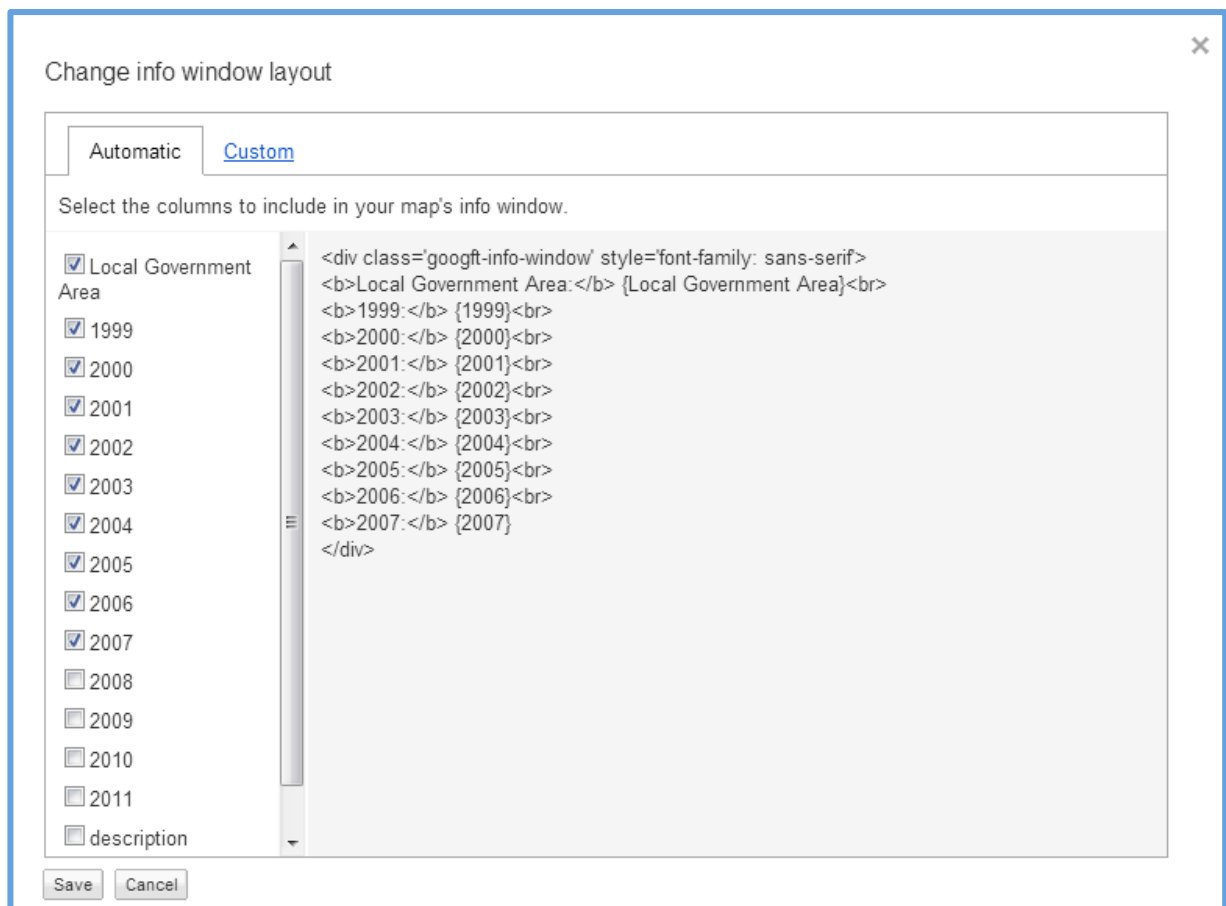 ×
Change info window layout
Automatic Custom
Select the columns to include in your map's info window.
Local Government
Area
1999
2000
2001
2002
2003
2004
2005
2006
2007
2008
2009
2010
2011
description
<div class='googft-info-window' style='font-family: sans-serif'>
<b>Local Government Area:</b> {Local Government Area}<br>
<b>1999:</b> {1999}<br>
<b>2000:</b> {2000}<br>
<b>2001:</b> {2001}<br>
<b>2002:</b> {2002}<br>
<b>2003:</b> {2003}<br>
<b>2004:</b> {2004}<br>
<b>2005:</b> {2005}<br>
<b>2006:</b> {2006}<br>
<b>2007:</b> {2007}
</div>
Save Cancel